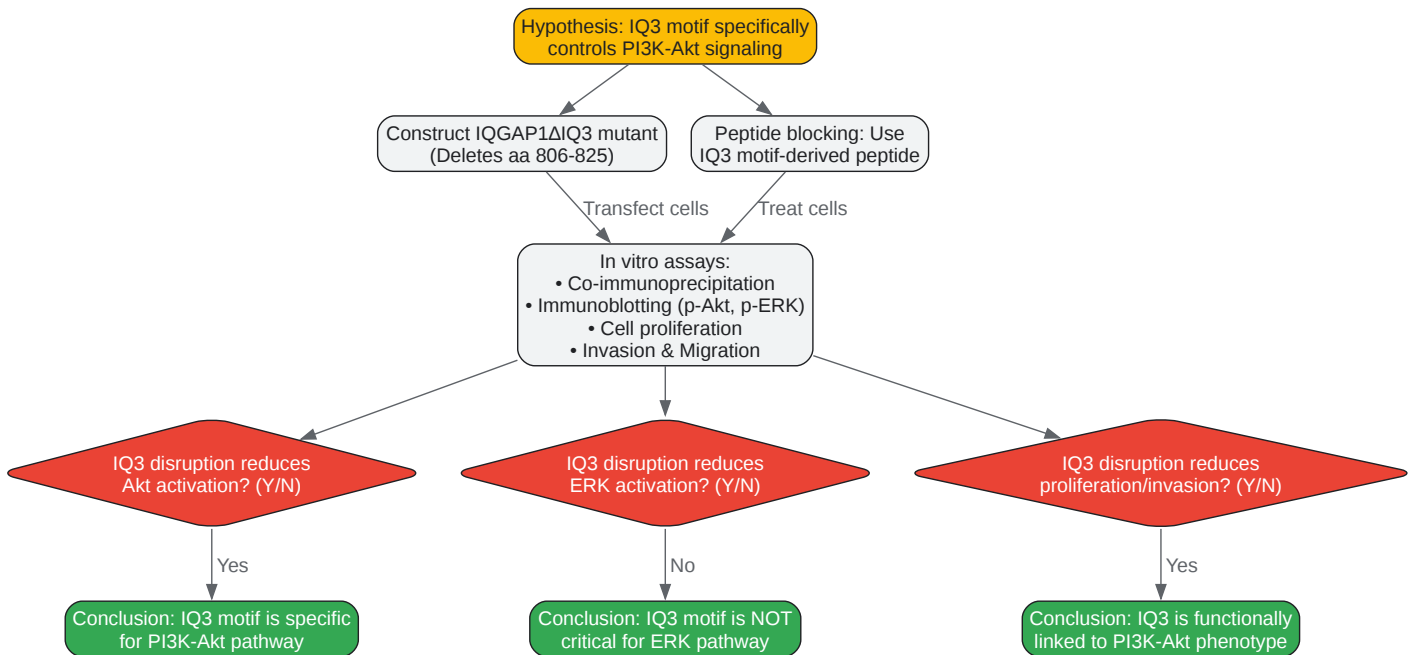 Hypothesis: IQ3 motif specifically
controls PI3K-Akt signaling
Construct IQGAP1ΔIQ3 mutant
(Deletes aa 806-825)
Peptide blocking: Use
IQ3 motif-derived peptide
Transfect cells
Treat cells
In vitro assays:
• Co-immunoprecipitation
• Immunoblotting (p-Akt, p-ERK)
• Cell proliferation
• Invasion & Migration
IQ3 disruption reduces
Akt activation? (Y/N)
IQ3 disruption reduces
ERK activation? (Y/N)
IQ3 disruption reduces
proliferation/invasion? (Y/N)
Yes
No
Yes
Conclusion: IQ3 motif is specific
for PI3K-Akt pathway
Conclusion: IQ3 motif is NOT
critical for ERK pathway
Conclusion: IQ3 is functionally
linked to PI3K-Akt phenotype